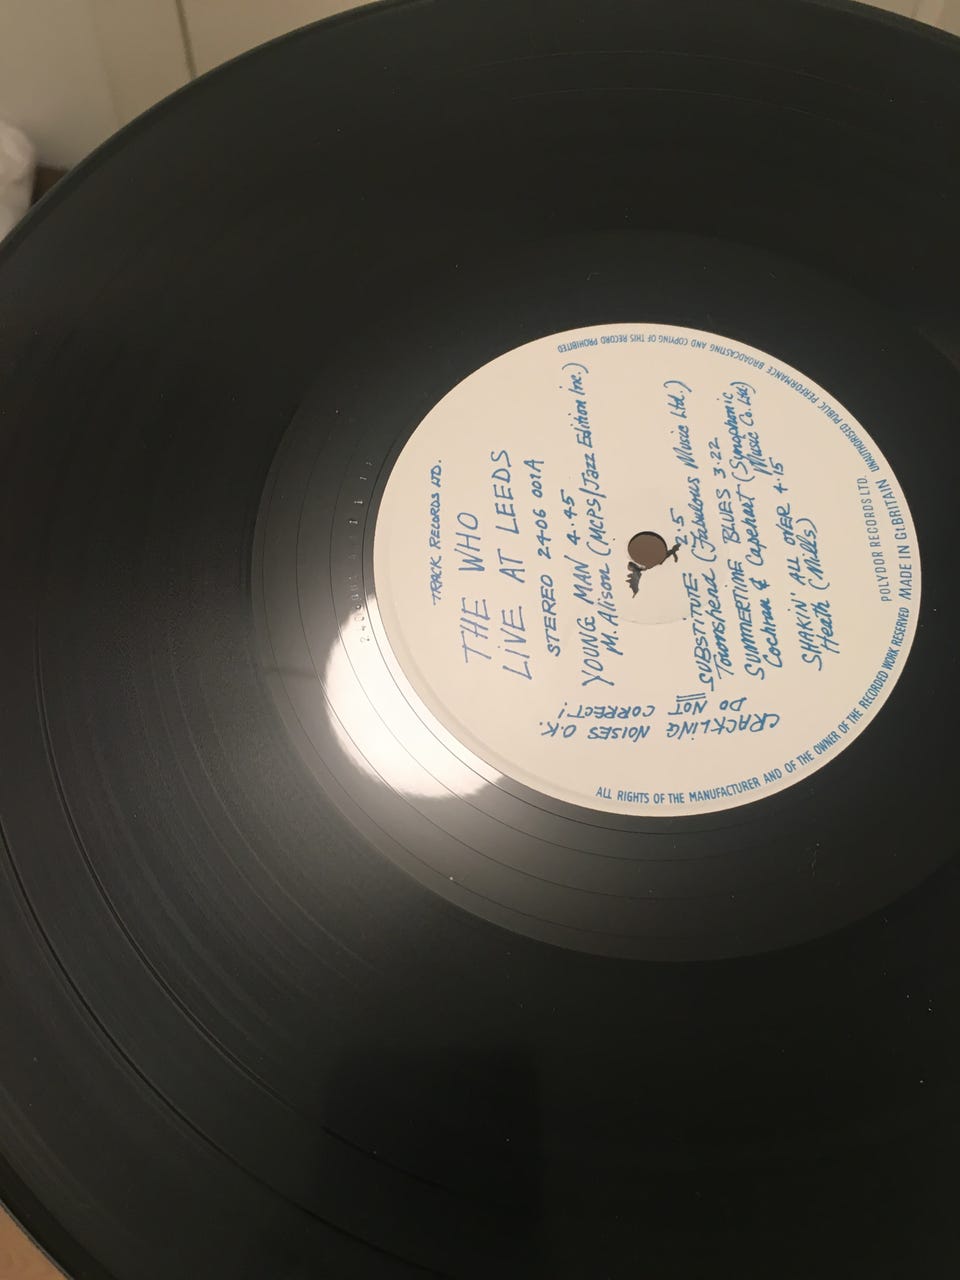 TRACK RECORDS LTD.
THE WHO
LIVE AT LEEDS
STEREO 24-06 001A
YOUNG MAN 4.45
M. Alison (MCPS/Jazz Edition Inc.)
SUBSTITUTE 2.5
Townshend (Fabulous Music Ltd.)
SUMMERTIME BLUES 3.22
Cochran & Capehart (Symophonic
Music Co. Ltd)
SHAKIN' ALL OVER 4.15
Heath (Mills)
CRACKLING
NOISES O.K.
DO NOT
CORRECT!
POLYDOR RECORDS LTD.
MADE IN Gt. BRITAIN
ALL RIGHTS OF THE MANUFACTURER AND OF THE OWNER OF THE RECORDED WORK RESERVED
UNAUTHORISED PUBLIC PERFORMANCE BROADCASTING AND COPYING OF THIS RECORD PROHIBITED